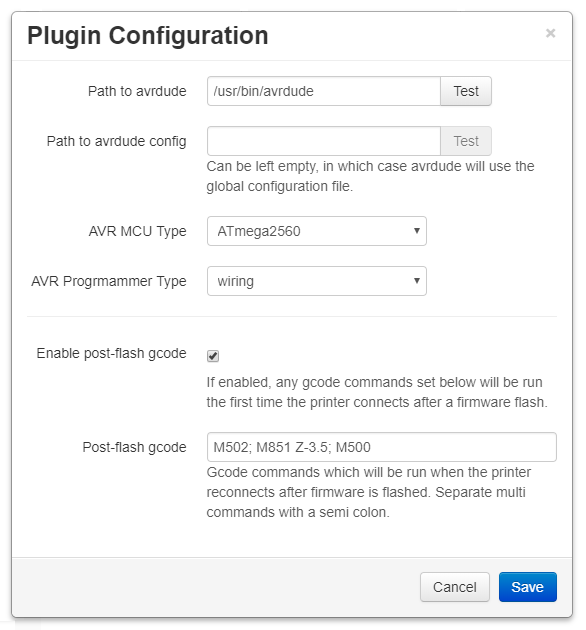 Plugin Configuration ×
Path to avrdude /usr/bin/avrdude Test
Path to avrdude config Test
Can be left empty, in which case avrdude will use the
global configuration file.
AVR MCU Type ATmega2560
AVR Progrmammer Type wiring
Enable post-flash gcode
If enabled, any gcode commands set below will be run
the first time the printer connects after a firmware flash.
Post-flash gcode M502; M851 Z-3.5; M500
Gcode commands which will be run when the printer
reconnects after firmware is flashed. Separate multi
commands with a semi colon.
Cancel Save